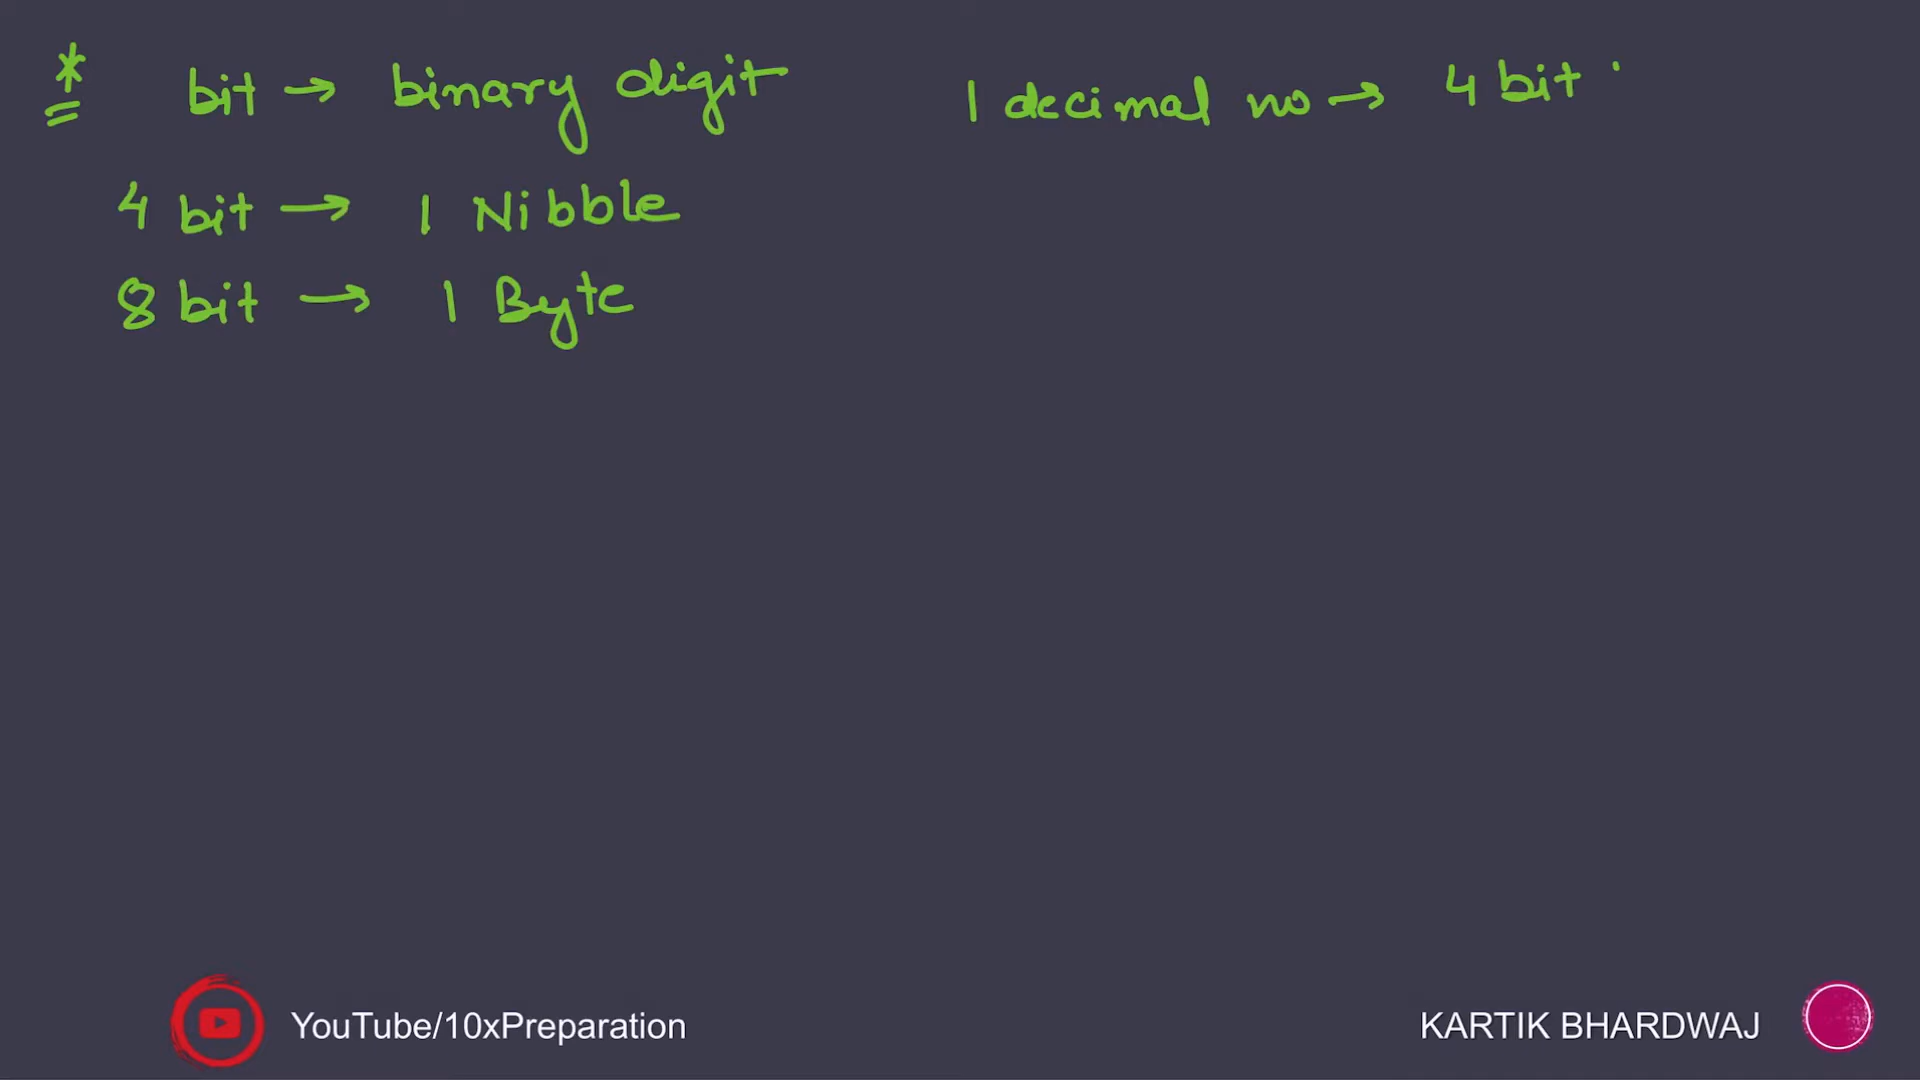 * bit → binary digit
4 bit → 1 Nibble
8 bit → 1 Byte
1 decimal no → 4 bit
YouTube/10xPreparation
KARTIK BHARDWAJ